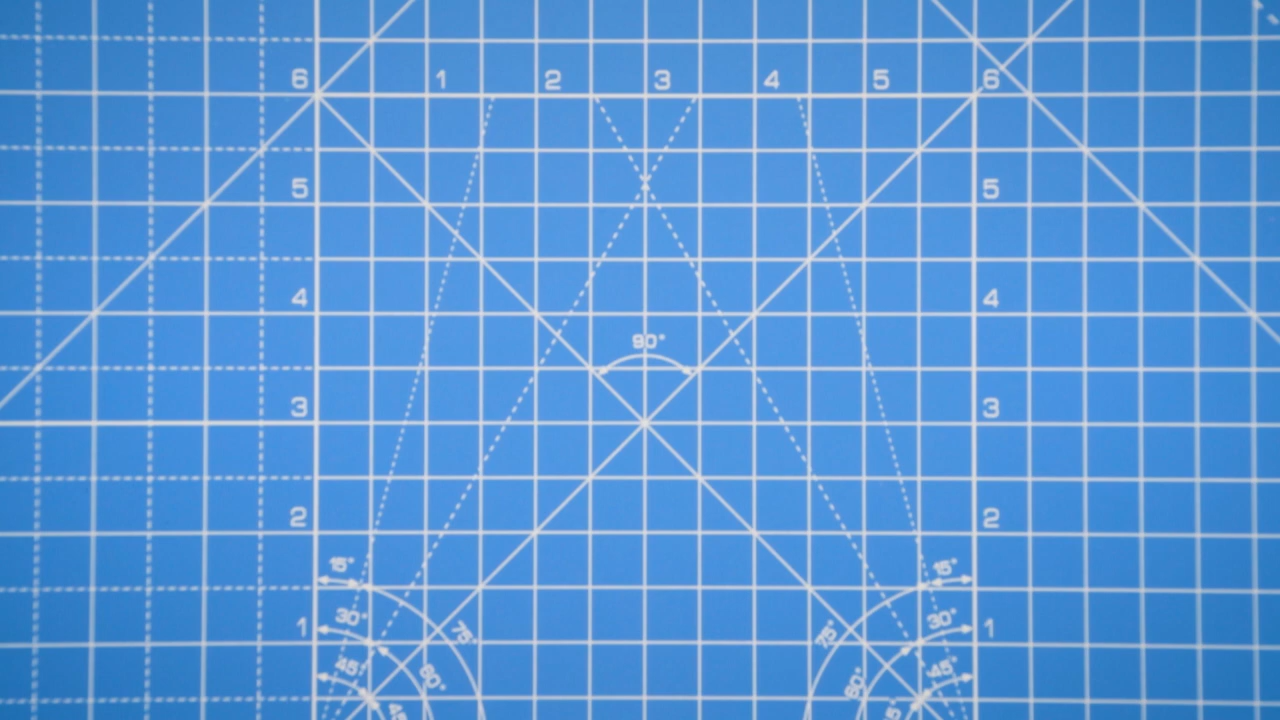 6 1 2 3 4 5 6
5 5
4 4
90°
3 3
2 2
15° 15°
30° 30°
1 75° 75° 1
45° 60° 60° 45°